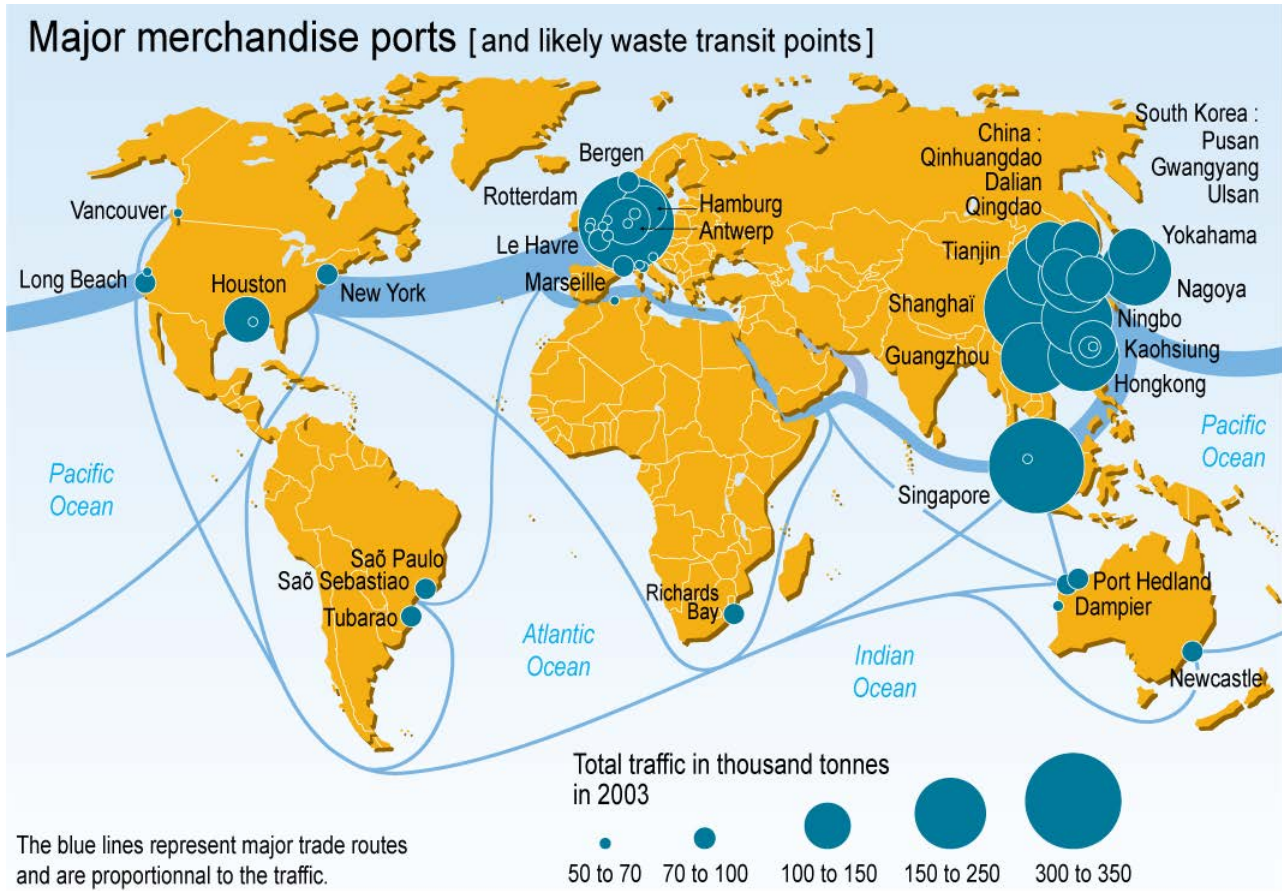 Major merchandise ports [and likely waste transit points]
South Korea :
Pusan
Gwangyang
Ulsan
China :
Qinhuangdao
Dalian
Qingdao
Bergen
Rotterdam
Hamburg
Antwerp
Vancouver
Le Havre
Yokahama
Tianjin
Long Beach
Houston
New York
Marseille
Nagoya
Shanghaï
Ningbo
Guangzhou
Kaohsiung
Hongkong
Pacific
Ocean
Pacific
Ocean
Singapore
Saõ Paulo
Saõ Sebastiao
Tubarao
Richards
Bay
Port Hedland
Dampier
Atlantic
Ocean
Indian
Ocean
Newcastle
Total traffic in thousand tonnes
in 2003
50 to 70 70 to 100 100 to 150 150 to 250 300 to 350
The blue lines represent major trade routes
and are proportionnal to the traffic.